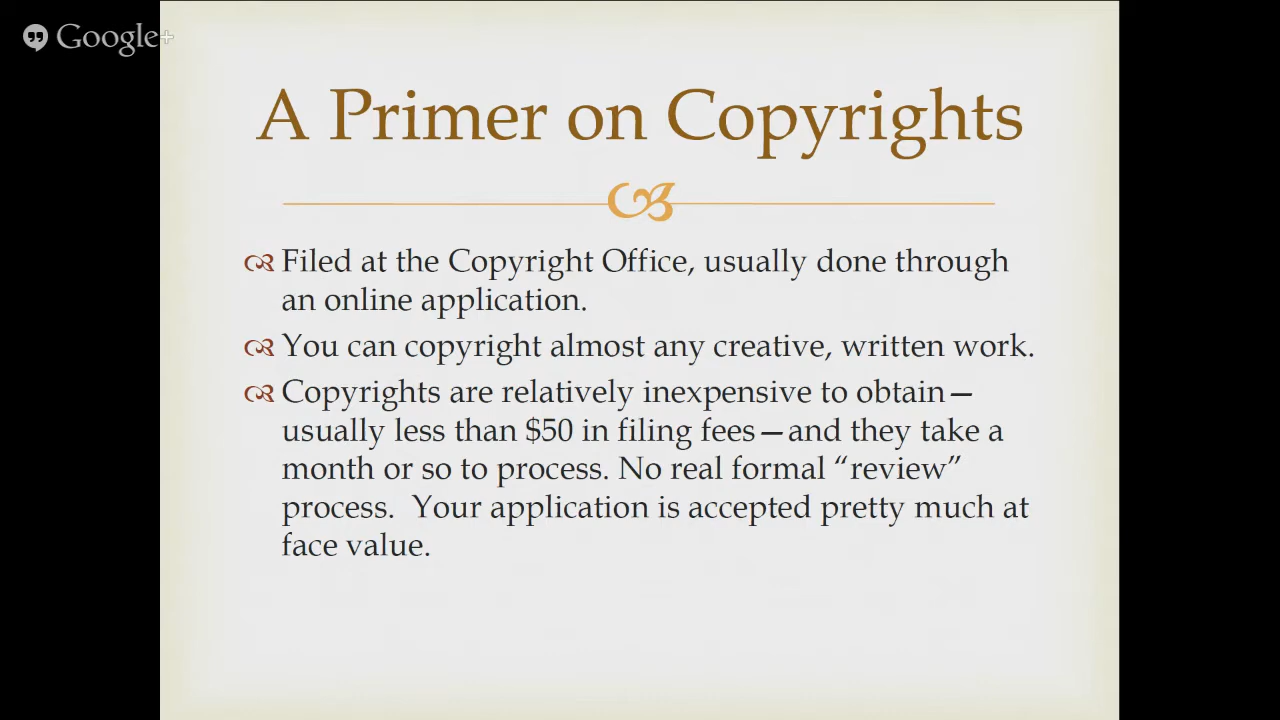 Google+
A Primer on Copyrights
Filed at the Copyright Office, usually done through
an online application.
You can copyright almost any creative, written work.
Copyrights are relatively inexpensive to obtain—
usually less than $50 in filing fees—and they take a
month or so to process. No real formal “review”
process.  Your application is accepted pretty much at
face value.